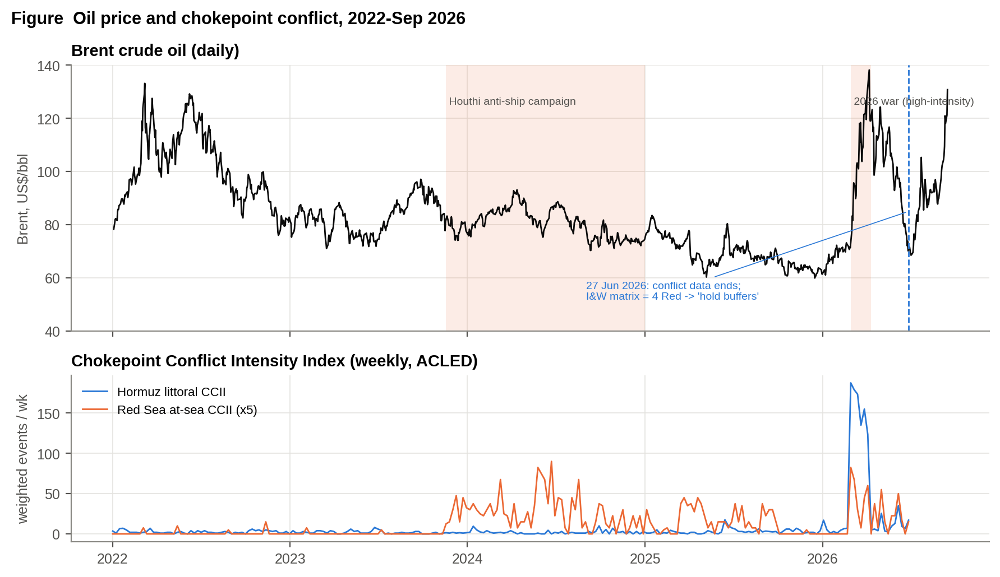 Figure  Oil price and chokepoint conflict, 2022-Sep 2026
Brent crude oil (daily)
140
120
100
80
60
40
Brent, US$/bbl
Houthi anti-ship campaign
2026 war (high-intensity)
27 Jun 2026: conflict data ends;
I&W matrix = 4 Red -> 'hold buffers'
Chokepoint Conflict Intensity Index (weekly, ACLED)
Hormuz littoral CCII
Red Sea at-sea CCII (x5)
150
100
50
0
weighted events / wk
2022
2023
2024
2025
2026